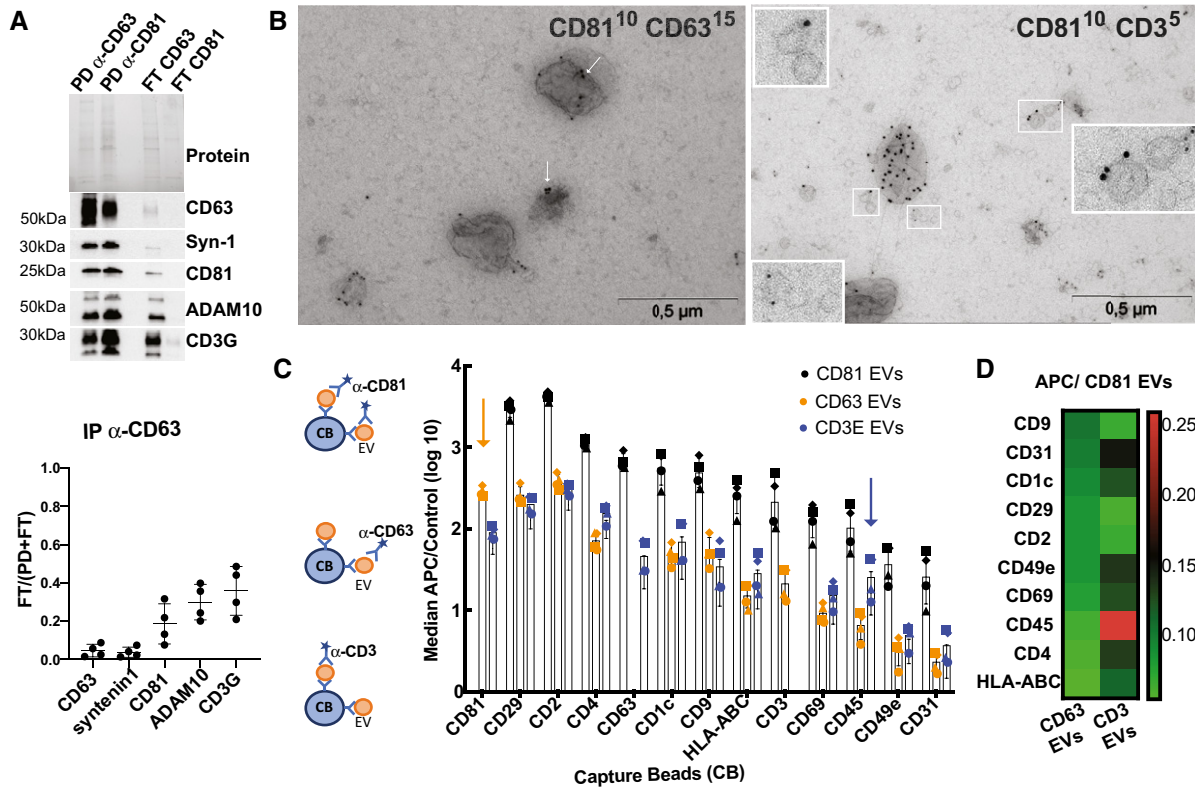 A
PD α-CD63
PD α-CD81
FT CD63
FT CD81
Protein
CD63
50kDa
Syn-1
30kDa
CD81
25kDa
ADAM10
50kDa
CD3G
30kDa
IP α-CD63
FT/(PD+FT)
1.0
0.8
0.6
0.4
0.2
0.0
CD63
syntenin1
CD81
ADAM10
CD3G
B
CD81¹⁰ CD63¹⁵
0,5 µm
CD81¹⁰ CD3⁵
0,5 µm
C
α-CD81
CB
EV
α-CD63
CB
EV
α-CD3
CB
EV
Median APC/Control (log 10)
4
3
2
1
0
CD81 EVs
CD63 EVs
CD3E EVs
CD81
CD29
CD2
CD4
CD63
CD1c
CD9
HLA-ABC
CD3
CD69
CD45
CD49e
CD31
Capture Beads (CB)
D
APC/ CD81 EVs
CD9
CD31
CD1c
CD29
CD2
CD49e
CD69
CD45
CD4
HLA-ABC
CD63 EVs
CD3 EVs
0.25
0.20
0.15
0.10